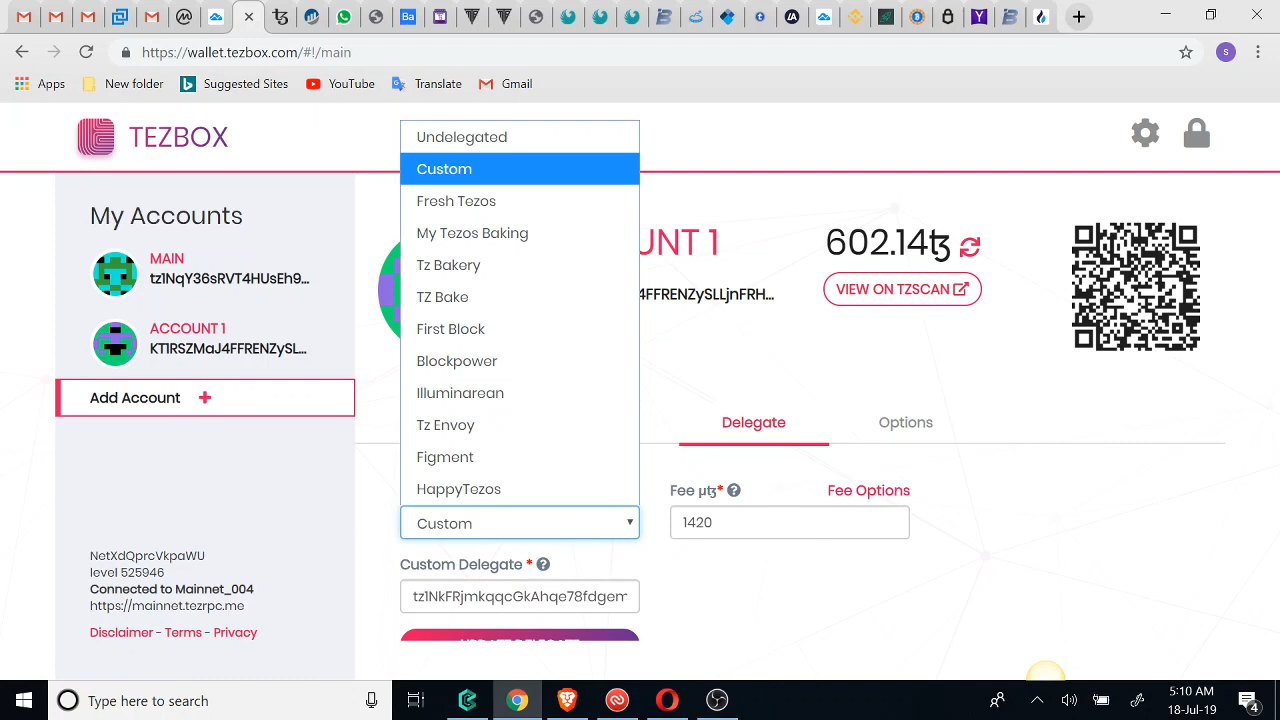 https://wallet.tezbox.com/#!/main
S
Apps
New folder
Suggested Sites
YouTube
Translate
Gmail
TEZBOX
My Accounts
MAIN
tz1NqY36sRVT4HUsEh9...
ACCOUNT 1
KT1RSZMaJ4FFRENZySL...
Add Account +
NetXdQprcVkpaWU
level 525946
Connected to Mainnet_004
https://mainnet.tezrpc.me
Disclaimer - Terms - Privacy
Undelegated
Custom
Fresh Tezos
My Tezos Baking
Tz Bakery
TZ Bake
First Block
Blockpower
Illuminarean
Tz Envoy
Figment
HappyTezos
Custom
UNT 1
4FFRENZySLLjnFRH...
602.14ꜩ
VIEW ON TZSCAN
Delegate
Options
Fee µꜩ*
Fee Options
1420
Custom Delegate *
tz1NkFRjmkqqcGkAhqe78fdgem
Type here to search
5:10 AM
18-Jul-19
4